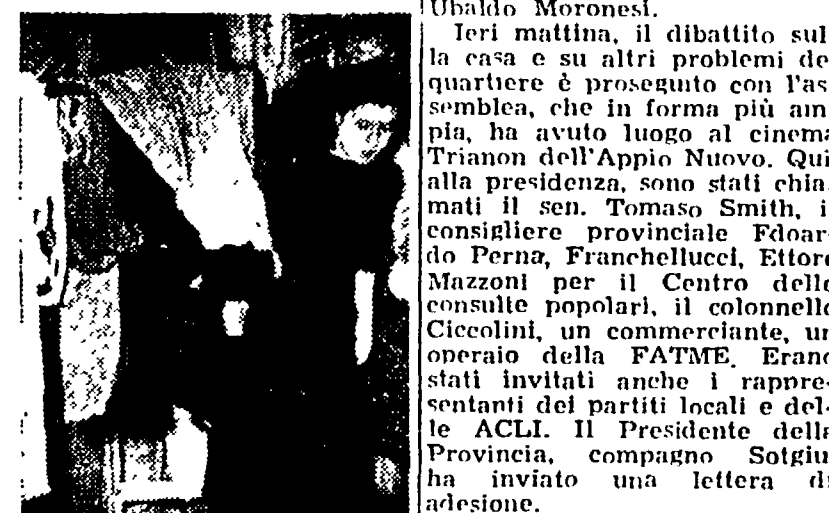 Ubaldo Moronesi.
Ieri mattina, il dibattito sul
la casa e su altri problemi de
quartiere è proseguito con l'as
semblea, che in forma più am
pia, ha avuto luogo al cinema
Trianon dell'Appio Nuovo. Qui
alla presidenza, sono stati chia.
mati il sen. Tomaso Smith, i
consigliere provinciale Edoar-
do Perna, Franchellucci, Ettore
Mazzoni per il Centro delle
consulte popolari, il colonnello
Ciccolini, un commerciante, un
operaio della FATME. Erano
stati invitati anche i rappre-
sentanti dei partiti locali e del-
le ACLI. Il Presidente della
Provincia, compagno Sotgiu
ha inviato una lettera di
adesione.